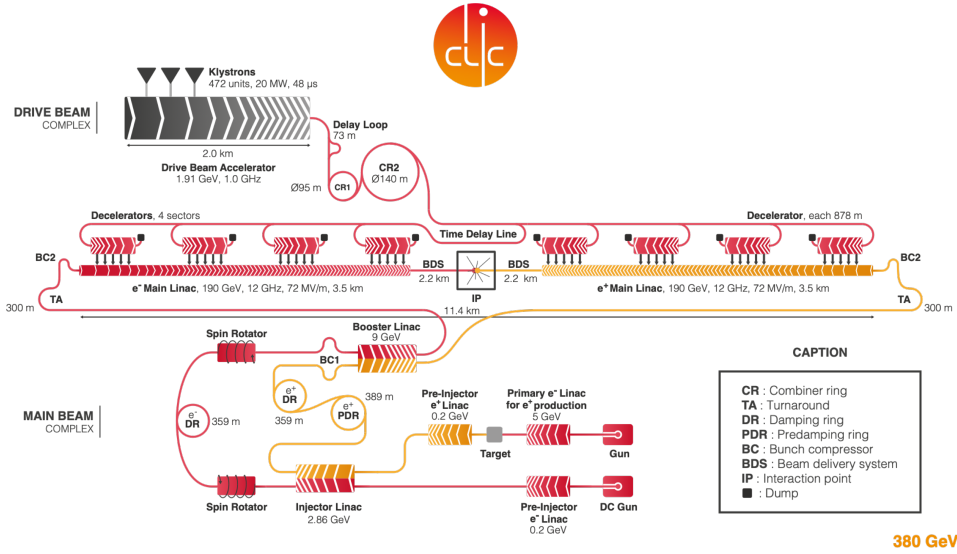 clic
Klystrons
472 units, 20 MW, 48 µs
DRIVE BEAM
COMPLEX
Delay Loop
73 m
2.0 km
Drive Beam Accelerator
1.91 GeV, 1.0 GHz
CR2
Ø140 m
Ø95 m
CR1
Decelerators, 4 sectors
Time Delay Line
Decelerator, each 878 m
BC2
BDS
2.2 km
BDS
2.2 km
BC2
IP
e- Main Linac, 190 GeV, 12 GHz, 72 MV/m, 3.5 km
e+ Main Linac, 190 GeV, 12 GHz, 72 MV/m, 3.5 km
TA
300 m
TA
300 m
11.4 km
Spin Rotator
Booster Linac
9 GeV
BC1
MAIN BEAM
COMPLEX
e-
DR
359 m
e+
DR
359 m
e+
PDR
389 m
Pre-Injector
e+ Linac
0.2 GeV
Primary e- Linac
for e+ production
5 GeV
Target
Gun
Spin Rotator
Injector Linac
2.86 GeV
Pre-Injector
e- Linac
0.2 GeV
DC Gun
CAPTION
CR : Combiner ring
TA : Turnaround
DR : Damping ring
PDR : Predamping ring
BC : Bunch compressor
BDS : Beam delivery system
IP : Interaction point
: Dump
380 GeV